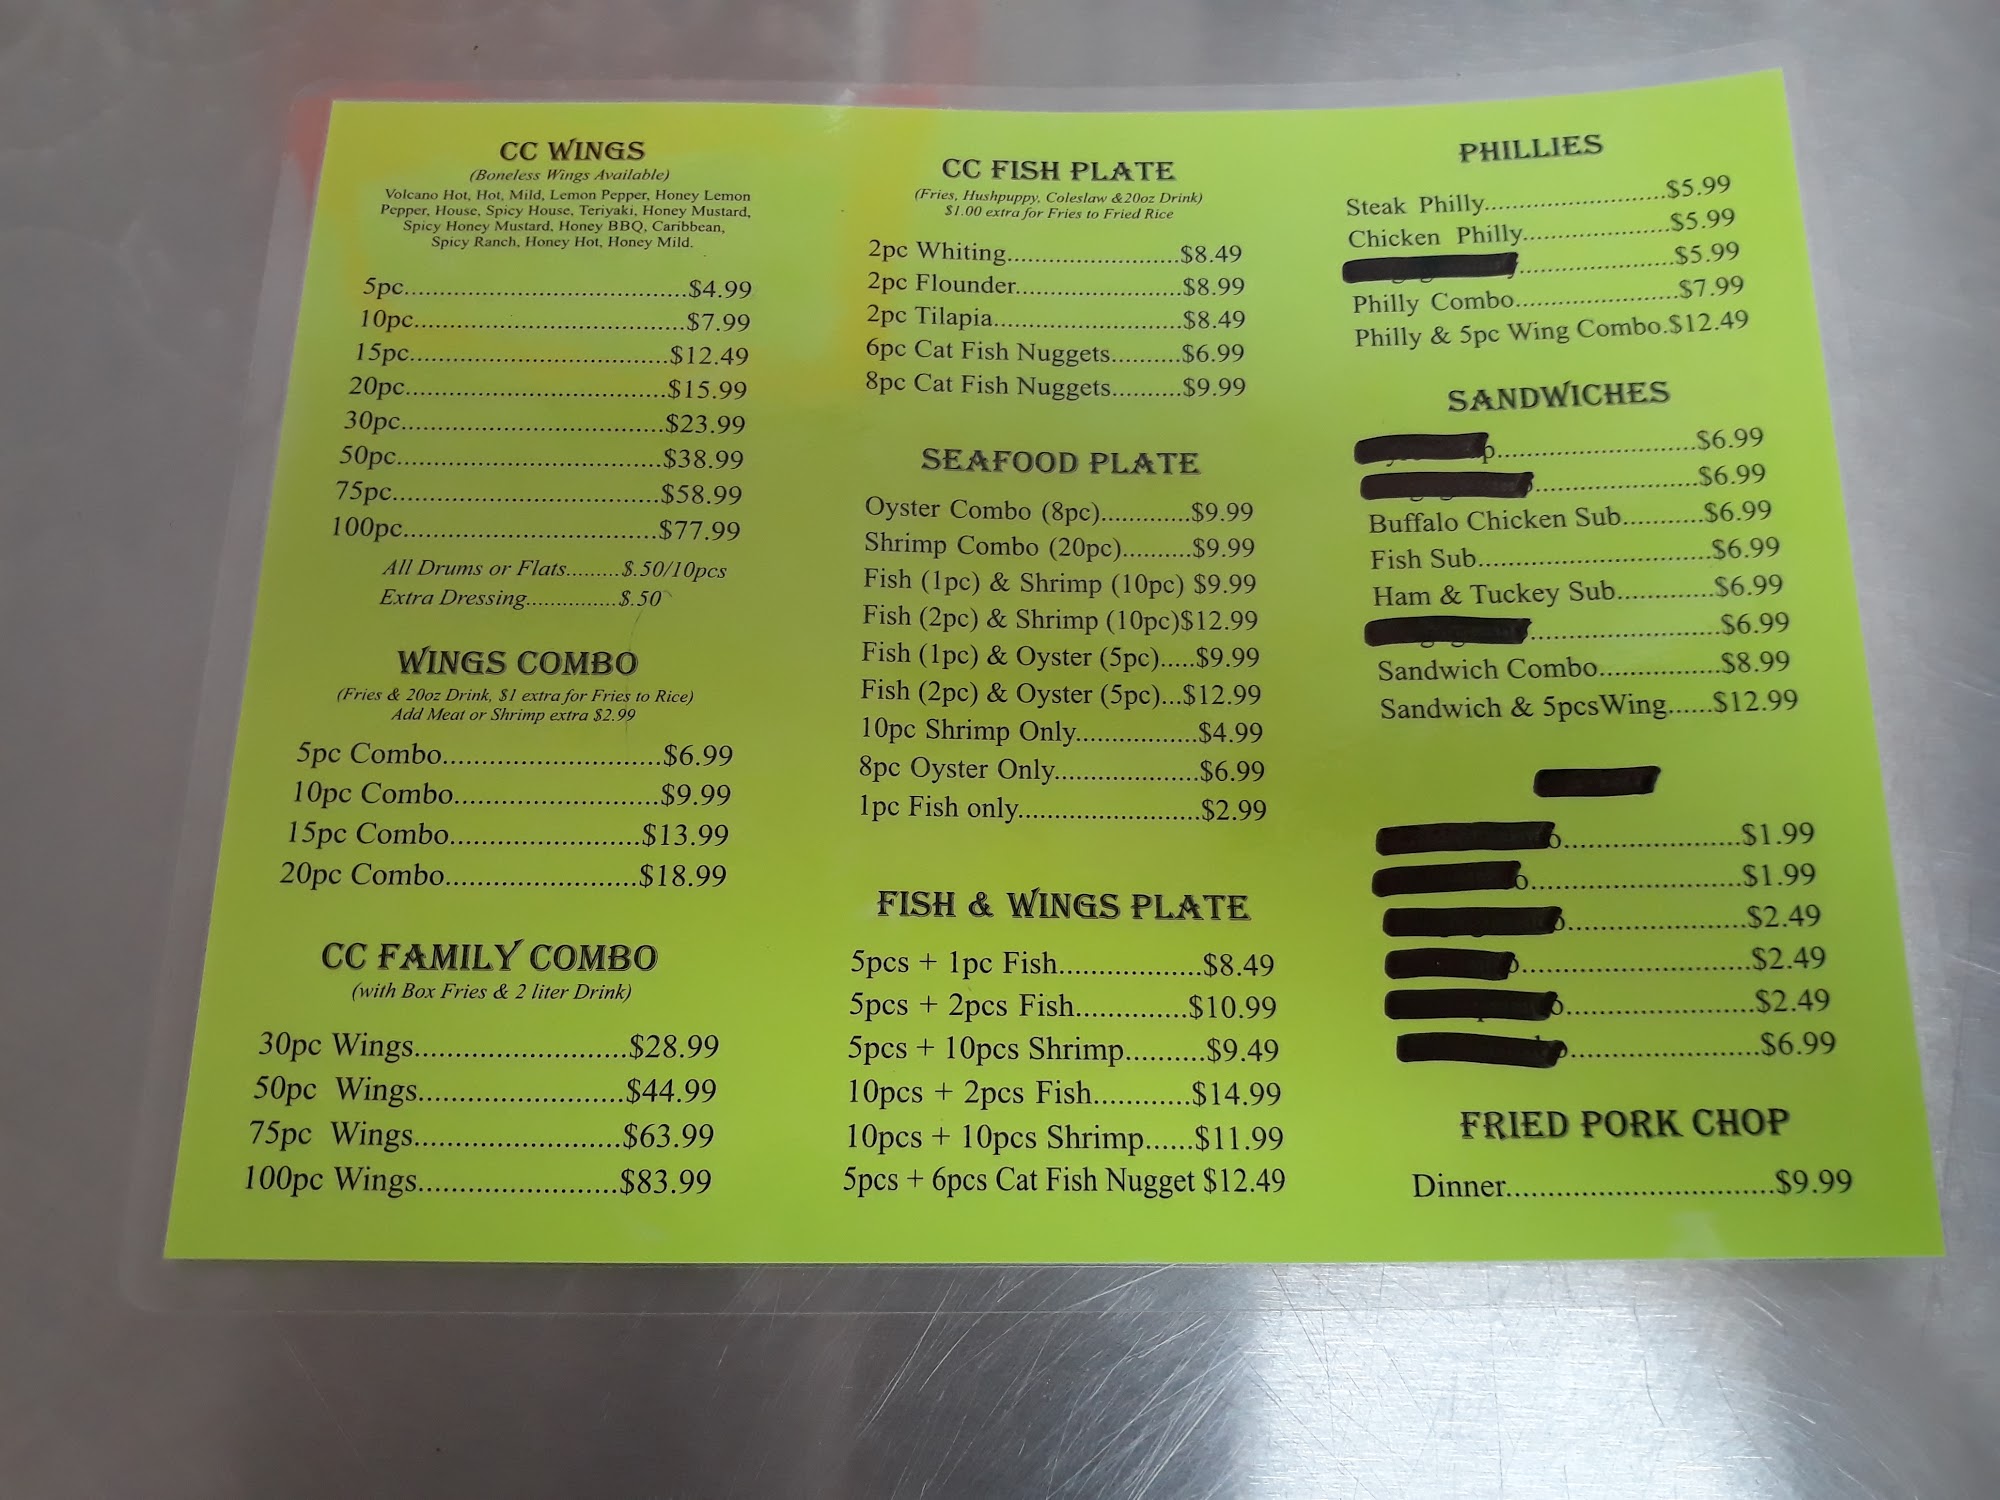 CC WINGS
(Boneless Wings Available)
Volcano Hot, Hot, Mild, Lemon Pepper, Honey Lemon
Pepper, House, Spicy House, Teriyaki, Honey Mustard,
Spicy Honey Mustard, Honey BBQ, Caribbean,
Spicy Ranch, Honey Hot, Honey Mild.
5pc....................................$4.99
10pc..................................$7.99
15pc................................$12.49
20pc................................$15.99
30pc.................................$23.99
50pc.................................$38.99
75pc.................................$58.99
100pc................................$77.99
All Drums or Flats.........$.50/10pcs
Extra Dressing...............$.50
WINGS COMBO
(Fries & 20oz Drink, $1 extra for Fries to Rice)
Add Meat or Shrimp extra $2.99
5pc Combo...........................$6.99
10pc Combo.........................$9.99
15pc Combo.......................$13.99
20pc Combo.......................$18.99
CC FAMILY COMBO
(with Box Fries & 2 liter Drink)
30pc Wings..........................$28.99
50pc Wings.........................$44.99
75pc Wings.........................$63.99
100pc Wings........................$83.99
CC FISH PLATE
(Fries, Hushpuppy, Coleslaw &20oz Drink)
$1.00 extra for Fries to Fried Rice
2pc Whiting.........................$8.49
2pc Flounder........................$8.99
2pc Tilapia...........................$8.49
6pc Cat Fish Nuggets..........$6.99
8pc Cat Fish Nuggets..........$9.99
SEAFOOD PLATE
Oyster Combo (8pc).............$9.99
Shrimp Combo (20pc)..........$9.99
Fish (1pc) & Shrimp (10pc) $9.99
Fish (2pc) & Shrimp (10pc)$12.99
Fish (1pc) & Oyster (5pc).....$9.99
Fish (2pc) & Oyster (5pc)...$12.99
10pc Shrimp Only.................$4.99
8pc Oyster Only....................$6.99
1pc Fish only.........................$2.99
FISH & WINGS PLATE
5pcs + 1pc Fish..................$8.49
5pcs + 2pcs Fish..............$10.99
5pcs + 10pcs Shrimp..........$9.49
10pcs + 2pcs Fish............$14.99
10pcs + 10pcs Shrimp......$11.99
5pcs + 6pcs Cat Fish Nugget $12.49
PHILLIES
Steak Philly.........................$5.99
Chicken Philly....................$5.99
.....................$5.99
Philly Combo......................$7.99
Philly & 5pc Wing Combo.$12.49
SANDWICHES
...........................$6.99
.......................$6.99
Buffalo Chicken Sub...........$6.99
Fish Sub...............................$6.99
Ham & Tuckey Sub.............$6.99
.........................$6.99
Sandwich Combo................$8.99
Sandwich & 5pcsWing......$12.99
........................$1.99
.............................$1.99
........................$2.49
...............................$2.49
.........................$2.49
.........................$6.99
FRIED PORK CHOP
Dinner..................................$9.99